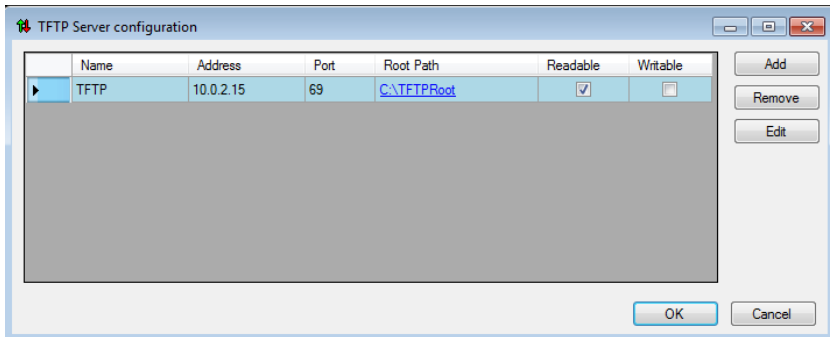 TFTP Server configuration
Name Address Port Root Path Readable Writable
TFTP 10.0.2.15 69 C:\TFTPRoot
Add
Remove
Edit
OK Cancel